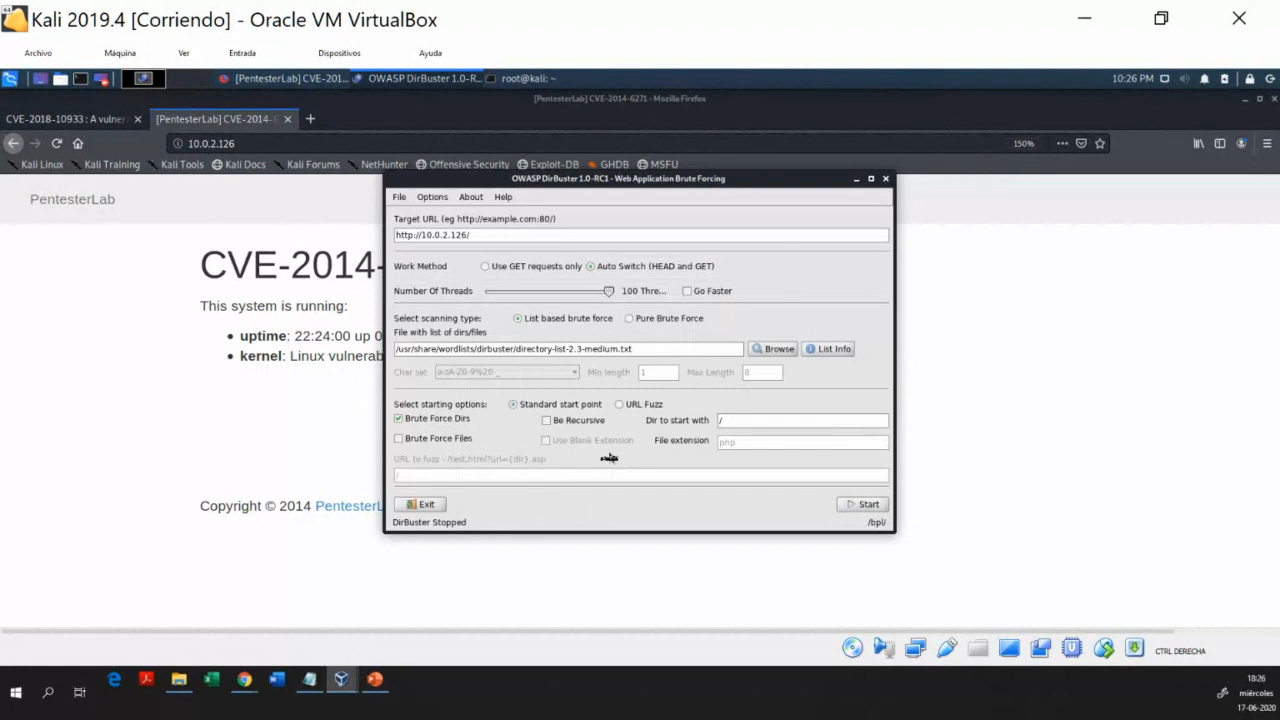 Kali 2019.4 [Corriendo] - Oracle VM VirtualBox
Archivo Máquina Ver Entrada Dispositivos Ayuda
[PentesterLab] CVE-201... OWASP DirBuster 1.0-R... root@kali: ~ 10:26 PM
[PentesterLab] CVE-2014-6271 - Mozilla Firefox
CVE-2018-10933 : A vulner [PentesterLab] CVE-2014-
10.0.2.126 150%
Kali Linux Kali Training Kali Tools Kali Docs Kali Forums NetHunter Offensive Security Exploit-DB GHDB MSFU
OWASP DirBuster 1.0-RC1 - Web Application Brute Forcing
PentesterLab
File Options About Help
Target URL (eg http://example.com:80/)
http://10.0.2.126/
CVE-2014-
Work Method Use GET requests only Auto Switch (HEAD and GET)
Number Of Threads 100 Thre... Go Faster
This system is running:
Select scanning type: List based brute force Pure Brute Force
File with list of dirs/files
uptime: 22:24:00 up 0
/usr/share/wordlists/dirbuster/directory-list-2.3-medium.txt Browse List Info
kernel: Linux vulnerab
Char set a-zA-Z0-9%20-_ Min length 1 Max Length 8
Select starting options: Standard start point URL Fuzz
Brute Force Dirs Be Recursive Dir to start with /
Brute Force Files Use Blank Extension File extension php
URL to fuzz - /test.html?url={dir}.asp
/
Copyright © 2014 PentesterL
Exit Start
DirBuster Stopped /bpl/
CTRL DERECHA
18:26
miércoles
17-06-2020